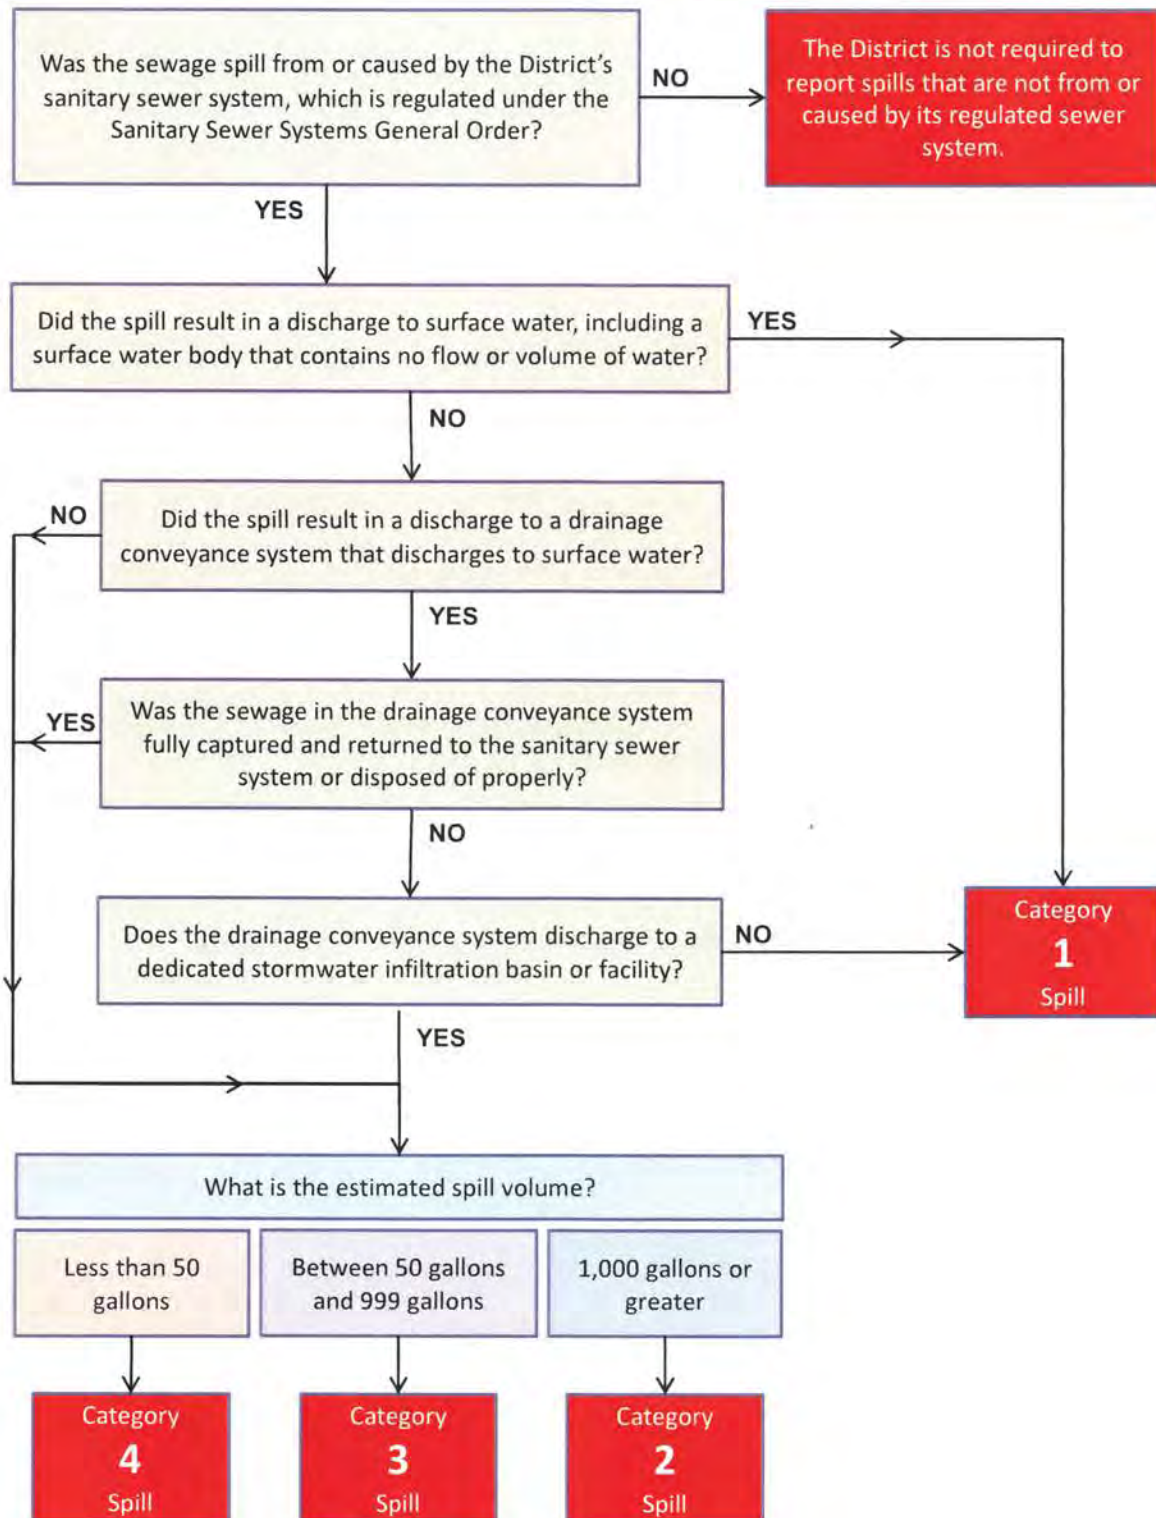 Was the sewage spill from or caused by the District's
sanitary sewer system, which is regulated under the
Sanitary Sewer Systems General Order?
NO
The District is not required to
report spills that are not from or
caused by its regulated sewer
system.
YES
Did the spill result in a discharge to surface water, including a
surface water body that contains no flow or volume of water?
YES
NO
NO
Did the spill result in a discharge to a drainage
conveyance system that discharges to surface water?
YES
YES
Was the sewage in the drainage conveyance system
fully captured and returned to the sanitary sewer
system or disposed of properly?
NO
Does the drainage conveyance system discharge to a
dedicated stormwater infiltration basin or facility?
NO
Category
1
Spill
YES
What is the estimated spill volume?
Less than 50
gallons
Between 50 gallons
and 999 gallons
1,000 gallons or
greater
Category
4
Spill
Category
3
Spill
Category
2
Spill